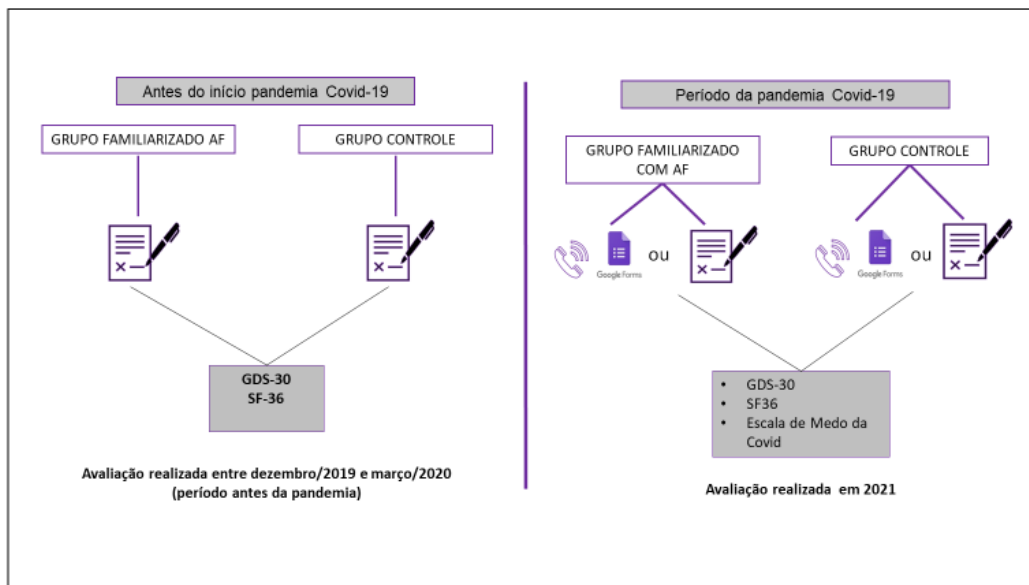 Antes do início pandemia Covid-19
GRUPO FAMILIARIZADO AF
GRUPO CONTROLE
GDS-30
SF-36
Avaliação realizada entre dezembro/2019 e março/2020
(período antes da pandemia)
Período da pandemia Covid-19
GRUPO FAMILIARIZADO
COM AF
GRUPO CONTROLE
Google Forms
ou
Google Forms
ou
• GDS-30
• SF36
• Escala de Medo da
Covid
Avaliação realizada em 2021